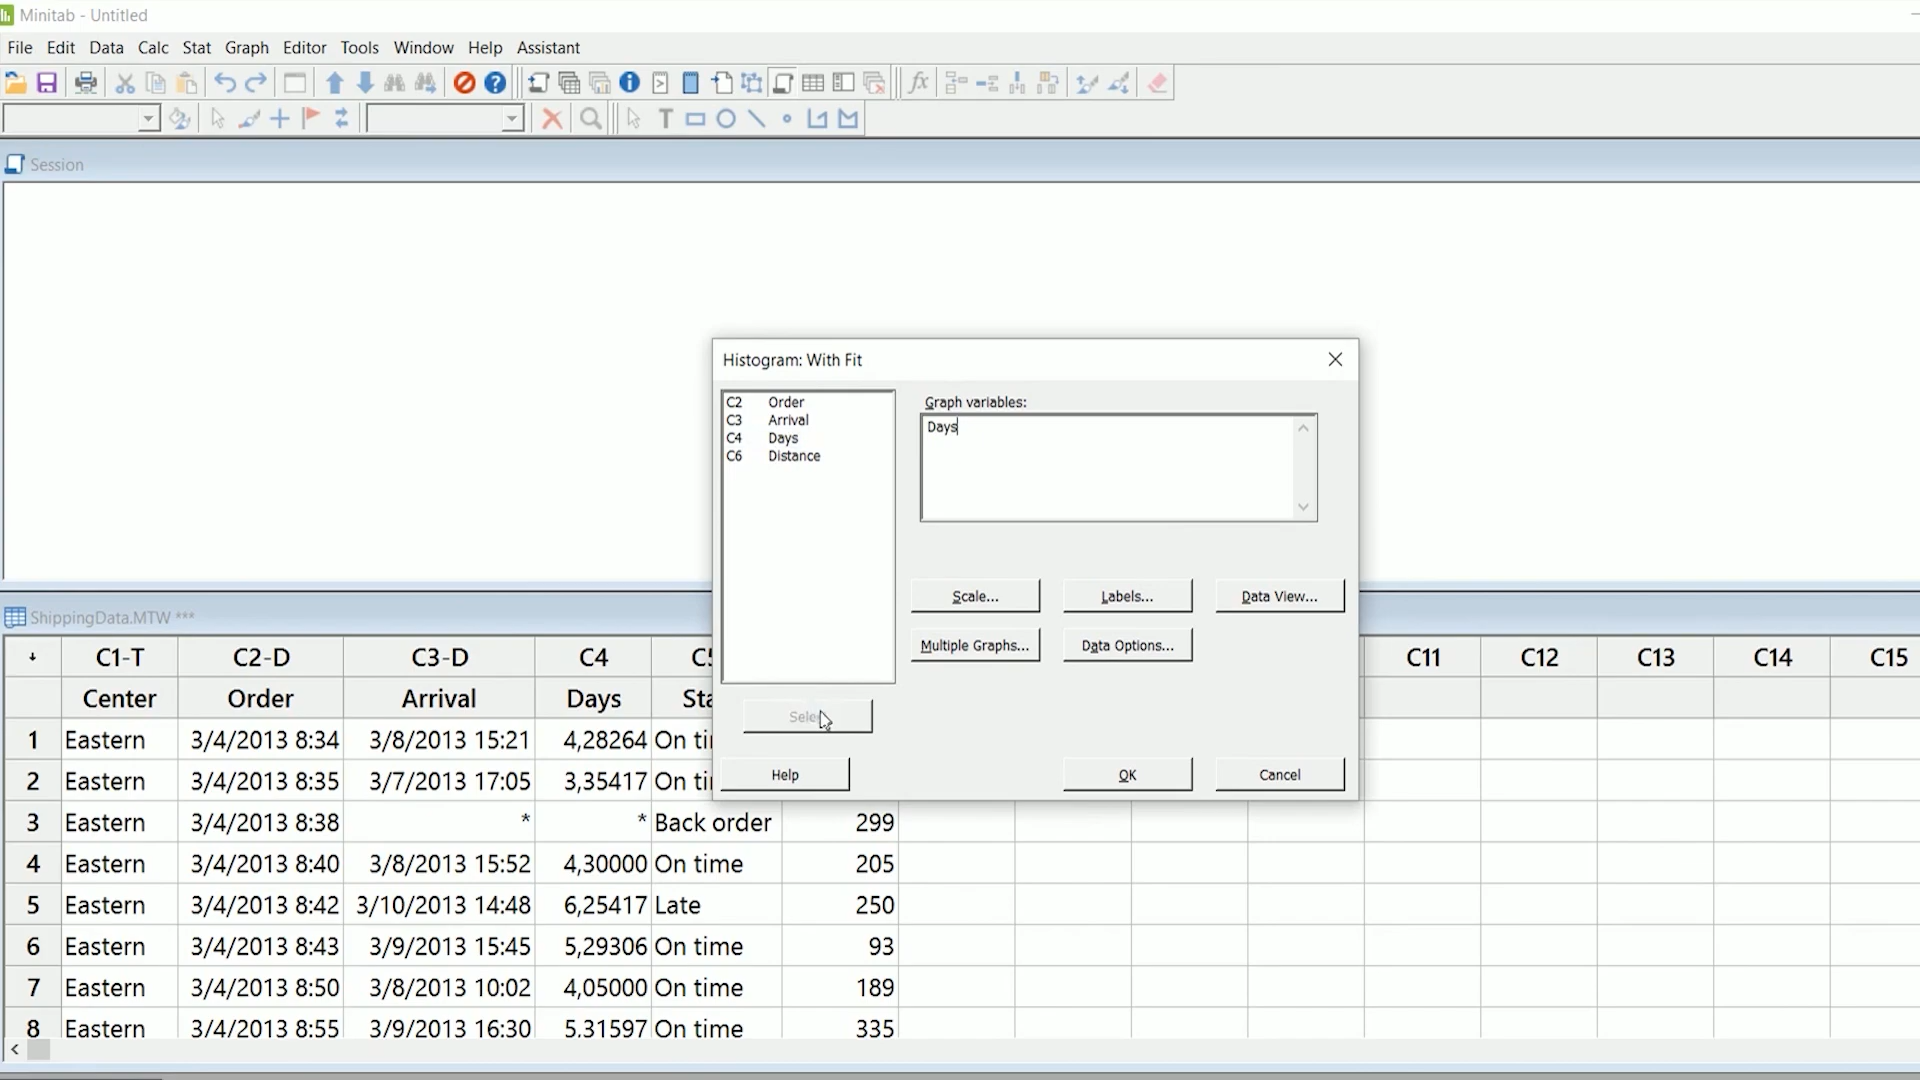 Minitab - Untitled
File Edit Data Calc Stat Graph Editor Tools Window Help Assistant
Session
Histogram: With Fit
C2 Order
C3 Arrival
C4 Days
C6 Distance
Graph variables:
Days
Scale... Labels... Data View...
Multiple Graphs... Data Options...
Help OK Cancel
ShippingData.MTW ***
C1-T C2-D C3-D C4 C11 C12 C13 C14 C15
Center Order Arrival Days
1 Eastern 3/4/2013 8:34 3/8/2013 15:21 4,28264 On
2 Eastern 3/4/2013 8:35 3/7/2013 17:05 3,35417 On
3 Eastern 3/4/2013 8:38 * * Back order 299
4 Eastern 3/4/2013 8:40 3/8/2013 15:52 4,30000 On time 205
5 Eastern 3/4/2013 8:42 3/10/2013 14:48 6,25417 Late 250
6 Eastern 3/4/2013 8:43 3/9/2013 15:45 5,29306 On time 93
7 Eastern 3/4/2013 8:50 3/8/2013 10:02 4,05000 On time 189
8 Eastern 3/4/2013 8:55 3/9/2013 16:30 5,31597 On time 335